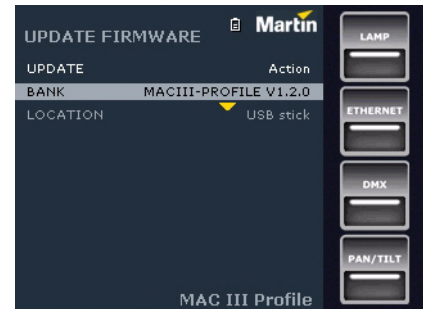 Martin
UPDATE FIRMWARE
UPDATE Action
BANK MACIII-PROFILE V1.2.0
LOCATION USB stick
MAC III Profile
LAMP
ETHERNET
DMX
PAN/TILT